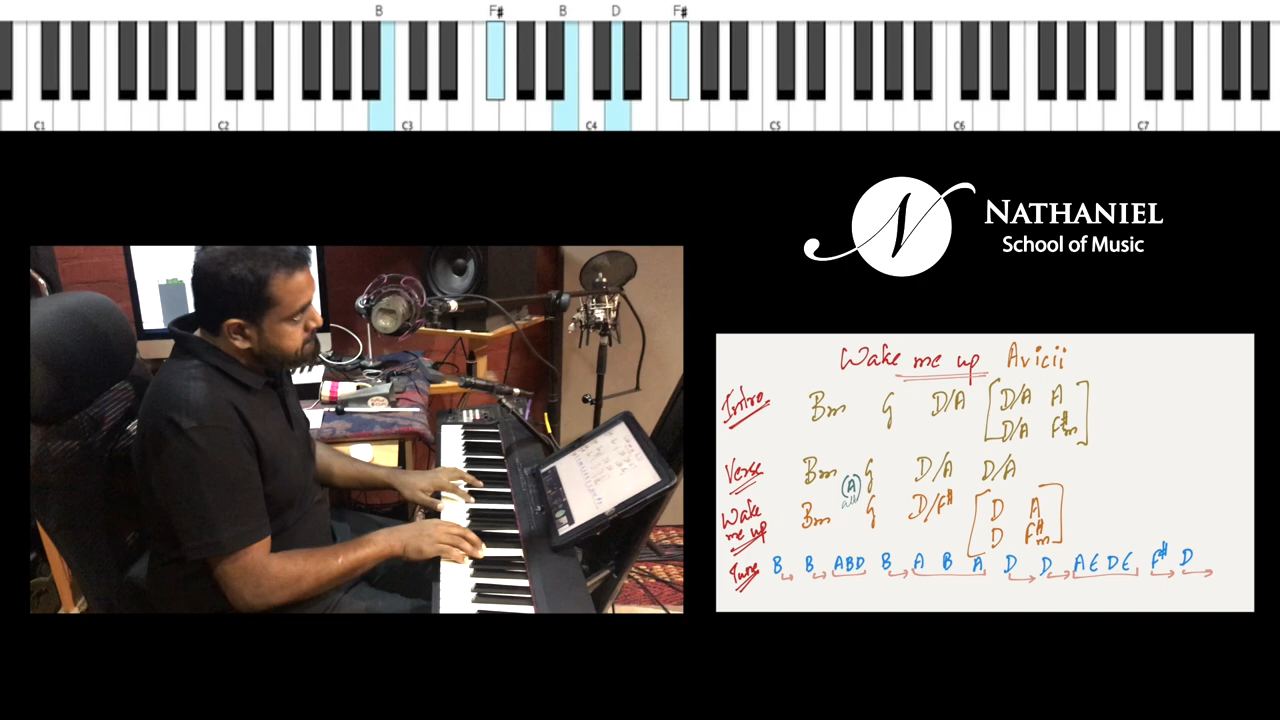 B F# B D F#
C1 C2 C3 C4 C5 C6 C7
NATHANIEL
School of Music
Wake me up Avicii
Intro Bm G D/A [D/A A
D/A F#m]
Verse Bm G D/A D/A
A
all
Wake me up Bm G D/F# [D A
D F#m]
Tune B B ABD B A B A D D AEDE F# D